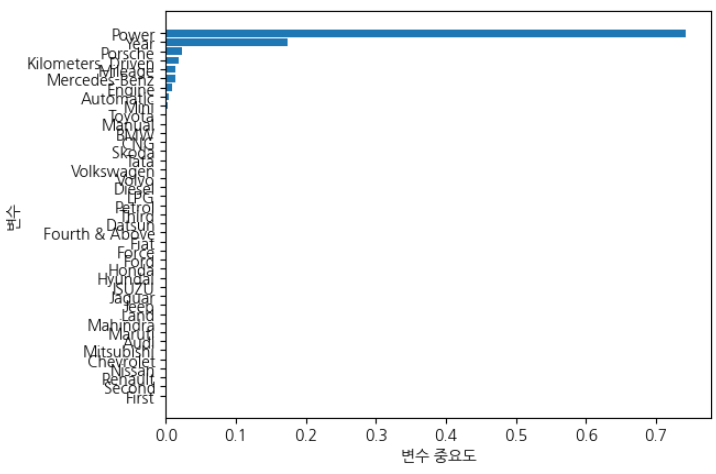 Power
Year
Porsche
Kilometers_Driven
Mileage
Mercedes-Benz
Engine
Automatic
Mini
Toyota
Manual
BMW
CNG
Skoda
Tata
Volkswagen
Volvo
Diesel
LPG
Petrol
Third
Datsun
Fourth & Above
Fiat
Force
Ford
Honda
Hyundai
ISUZU
Jaguar
Jeep
Land
Mahindra
Maruti
Audi
Mitsubishi
Chevrolet
Nissan
Renault
Second
First
변수
0.0 0.1 0.2 0.3 0.4 0.5 0.6 0.7
변수 중요도